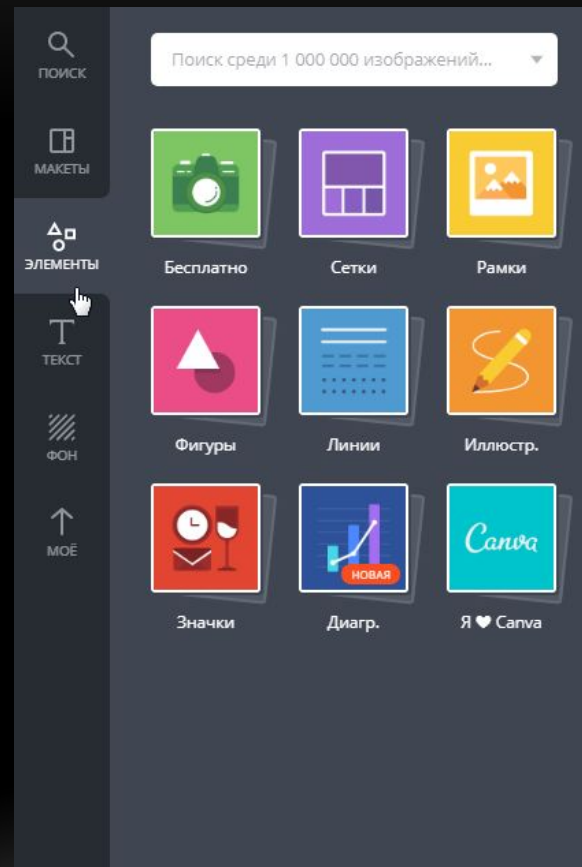 ПОИСК
МАКЕТЫ
ЭЛЕМЕНТЫ
ТЕКСТ
ФОН
МОЁ
Поиск среди 1 000 000 изображений...
Бесплатно
Сетки
Рамки
Фигуры
Линии
Иллюстр.
НОВАЯ
Canva
Значки
Диагр.
Я ♥ Canva